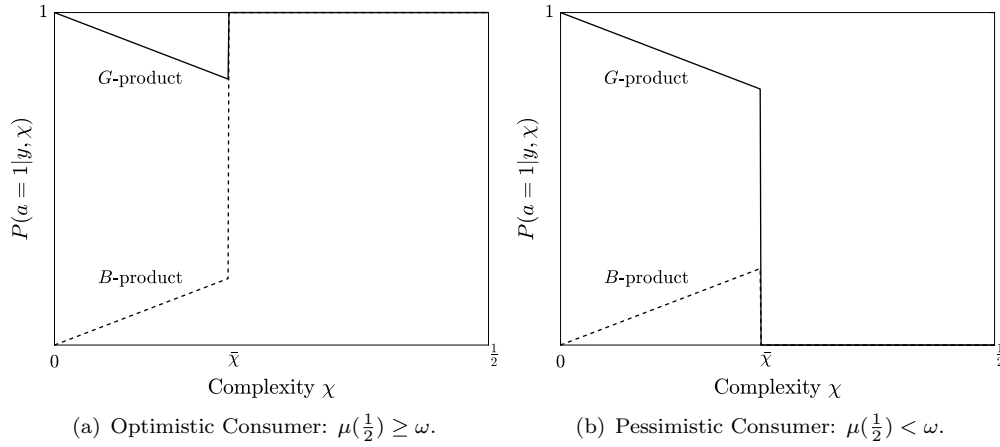 1
G-product
P(a = 1|y, χ)
B-product
0
χ̄
1/2
Complexity χ
(a) Optimistic Consumer: μ(1/2) ≥ ω.
1
G-product
P(a = 1|y, χ)
B-product
0
χ̄
1/2
Complexity χ
(b) Pessimistic Consumer: μ(1/2) < ω.